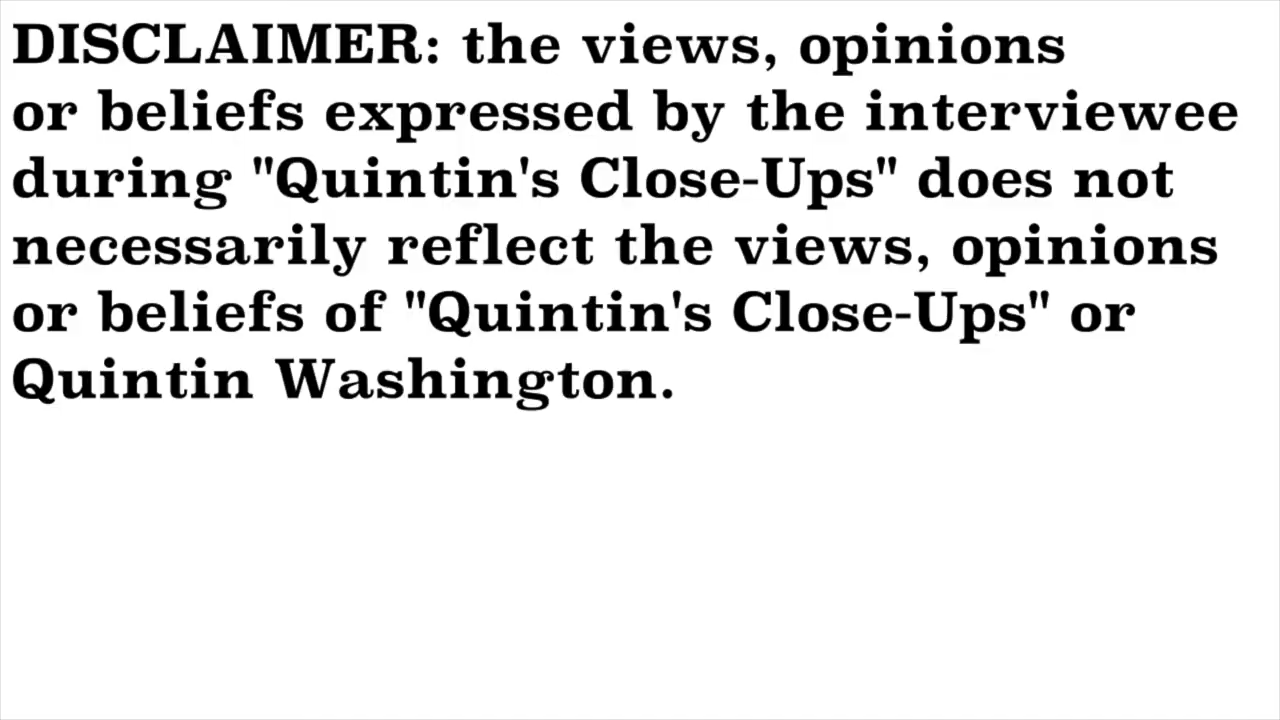 DISCLAIMER: the views, opinions
or beliefs expressed by the interviewee
during "Quintin's Close-Ups" does not
necessarily reflect the views, opinions
or beliefs of "Quintin's Close-Ups" or
Quintin Washington.